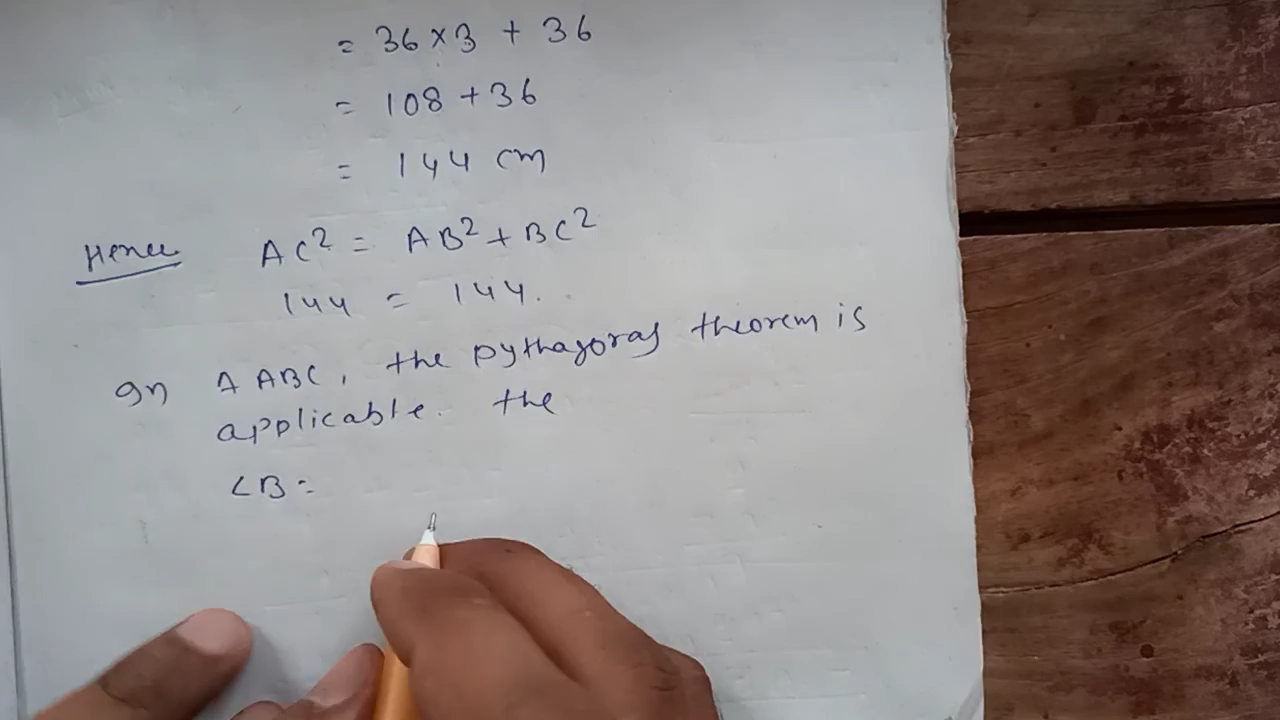 = 36 × 3 + 36
= 108 + 36
= 144 cm
Hence AC² = AB² + BC²
144 = 144.
In Δ ABC, the pythagoras theorem is
applicable. the
∠B =